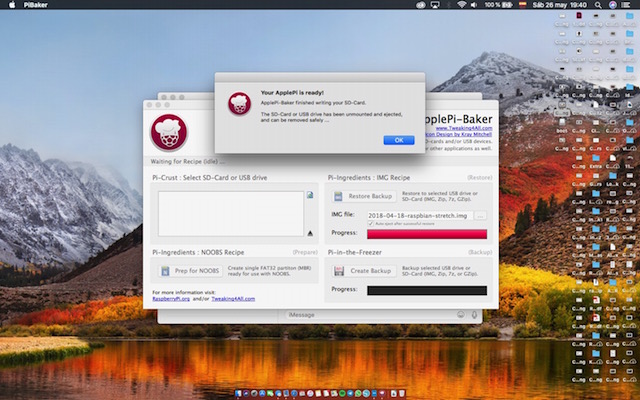 PiBaker
100 %
Sáb 26 may 19:40
Your ApplePi is ready!
ApplePi-Baker finished writing your SD-Card.
The SD-Card or USB drive has been unmounted and ejected,
and can be removed safely ...
OK
pplePi-Baker
www.Tweaking4All.com
con Design by Kray Mitchell
-cards and/or USB devices.
e other applications as well.
Waiting for Recipe (idle) ...
Pi-Crust : Select SD-Card or USB drive
Pi-Ingredients : IMG Recipe
(Restore)
Restore Backup
Restore to selected USB drive or
SD-Card (IMG, Zip, 7z, GZip).
IMG file:
2018-04-18-raspbian-stretch.img
...
Autoeject after successful restore
Progress:
Pi-Ingredients : NOOBS Recipe
(Prepare)
Prep for NOOBS
Create single FAT32 partition (MBR)
ready for use with NOOBS.
Pi-in-the-Freezer
(Backup)
Create Backup
Backup selected USB drive or
SD-Card (IMG, Zip, 7z, GZip).
Progress:
For more information visit:
RaspberryPi.org and/or Tweaking4All.com
iMessage